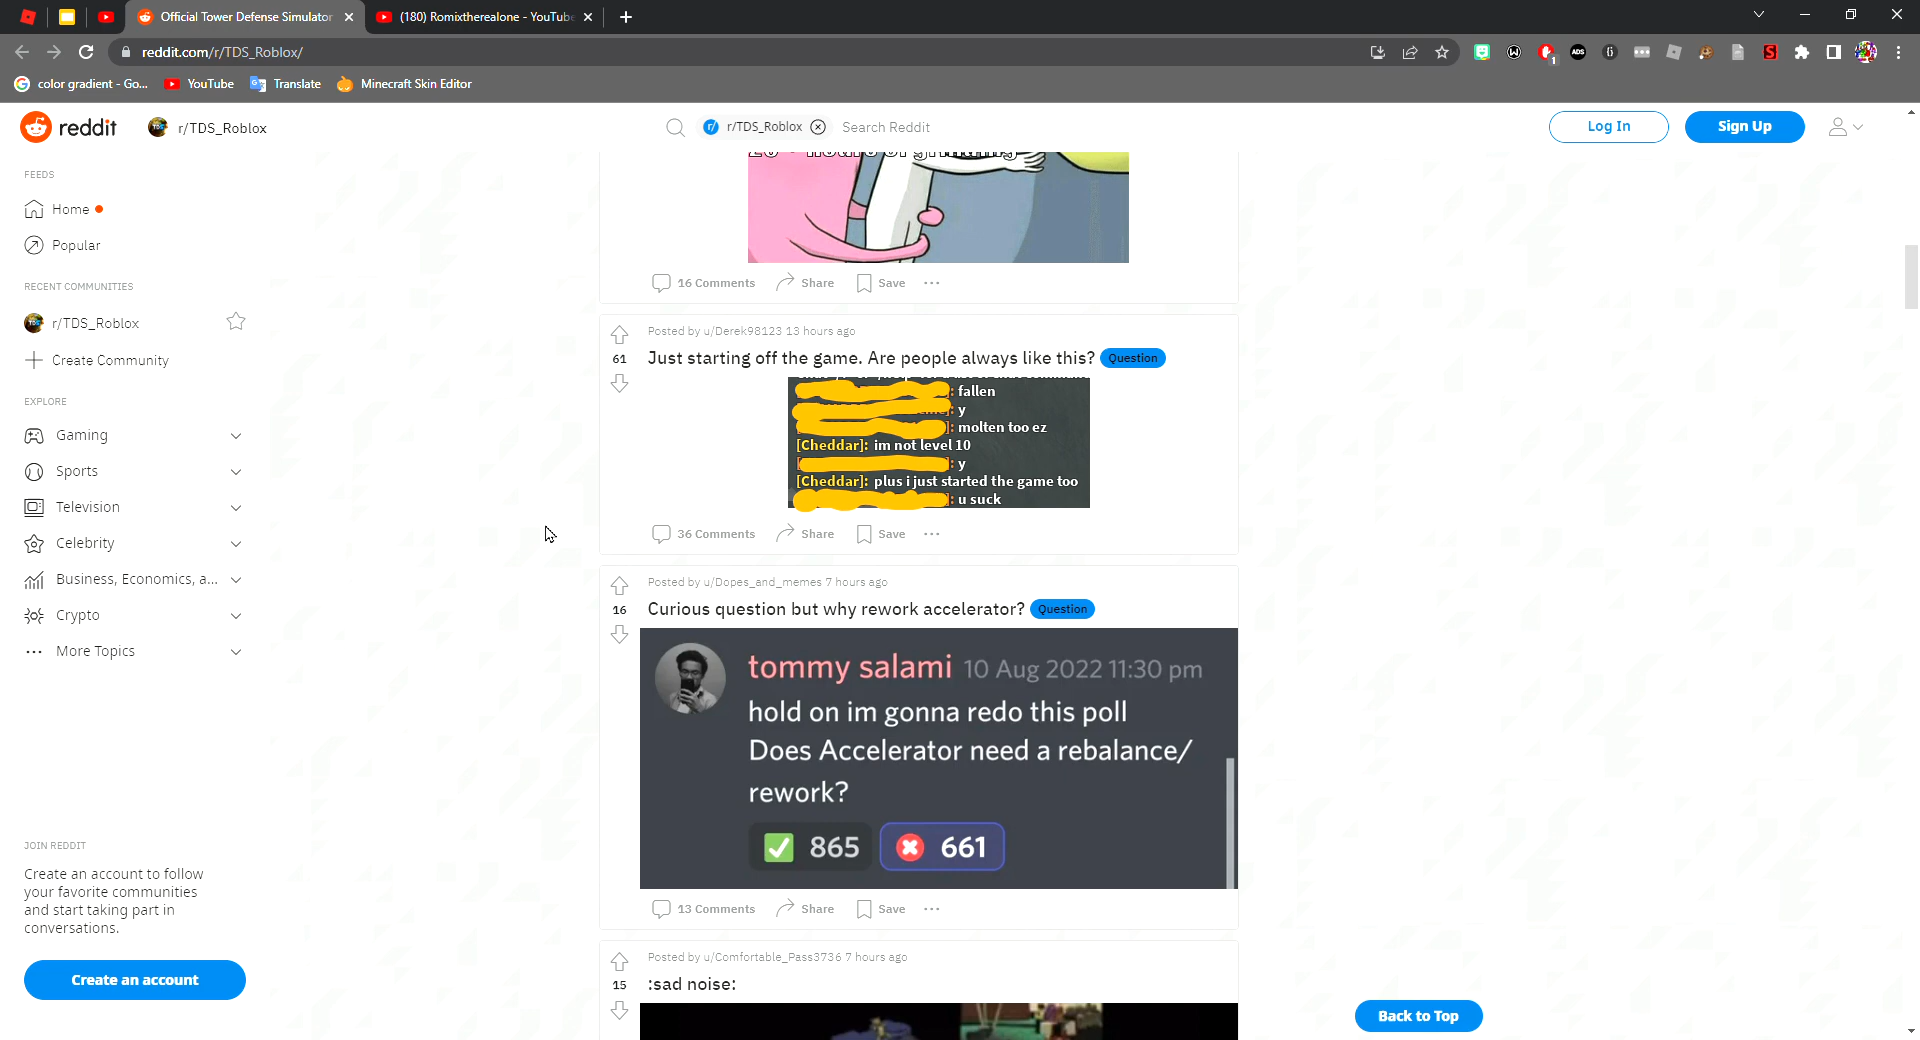 Official Tower Defense Simulator
(180) Romixtherealone - YouTube
reddit.com/r/TDS_Roblox/
1
color gradient - Go...
YouTube
Translate
Minecraft Skin Editor
reddit
r/TDS_Roblox
r/TDS_Roblox
Search Reddit
Log In
Sign Up
FEEDS
Home
Popular
RECENT COMMUNITIES
r/TDS_Roblox
Create Community
EXPLORE
Gaming
Sports
Television
Celebrity
Business, Economics, a...
Crypto
More Topics
JOIN REDDIT
Create an account to follow
your favorite communities
and start taking part in
conversations.
Create an account
16 Comments
Share
Save
Posted by u/Derek98123 13 hours ago
61
Just starting off the game. Are people always like this?
Question
: fallen
: y
: molten too ez
[Cheddar]: im not level 10
: y
[Cheddar]: plus i just started the game too
: u suck
36 Comments
Share
Save
Posted by u/Dopes_and_memes 7 hours ago
16
Curious question but why rework accelerator?
Question
tommy salami 10 Aug 2022 11:30 pm
hold on im gonna redo this poll
Does Accelerator need a rebalance/
rework?
865
661
13 Comments
Share
Save
Posted by u/Comfortable_Pass3736 7 hours ago
15
:sad noise:
Back to Top